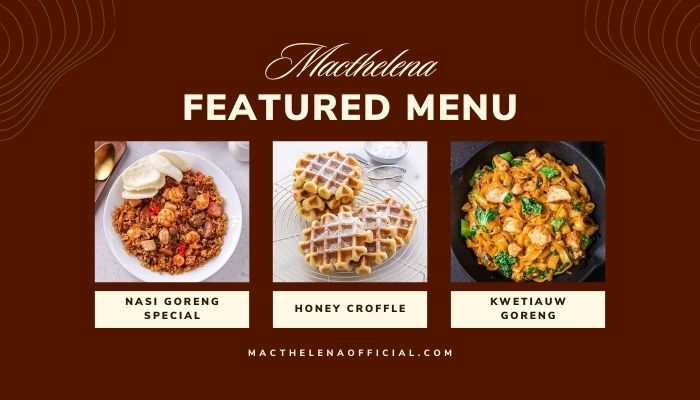 Macthelena
FEATURED MENU
NASI GORENG
SPECIAL
HONEY CROFFLE
KWETIAUW
GORENG
MACTHELENAOFFICIAL.COM